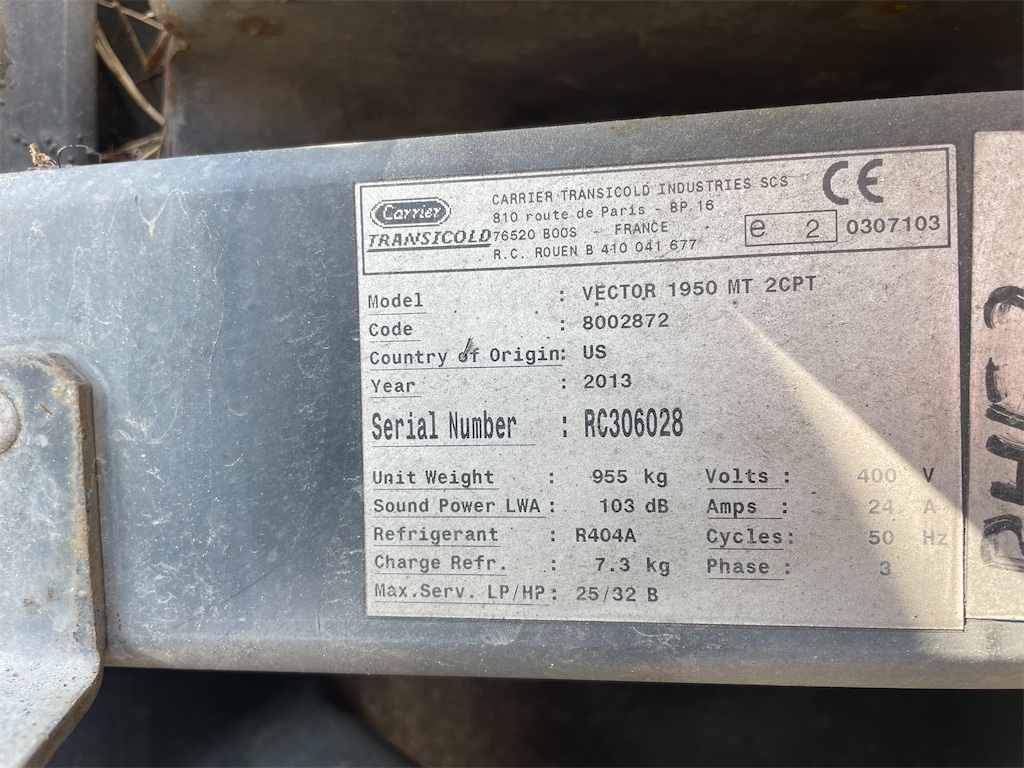 Carrier
TRANSICOLD
CARRIER TRANSICOLD INDUSTRIES SCS
810 route de Paris - BP 16
76520 BOOS - FRANCE
R.C. ROUEN B 410 041 677
CE
e 2 0307103
Model : VECTOR 1950 MT 2CPT
Code : 8002872
Country of Origin: US
Year : 2013
Serial Number : RC306028
Unit Weight : 955 kg Volts : 400 V
Sound Power LWA : 103 dB Amps : 24 A
Refrigerant : R404A Cycles: 50 Hz
Charge Refr. : 7.3 kg Phase : 3
Max.Serv. LP/HP: 25/32 B